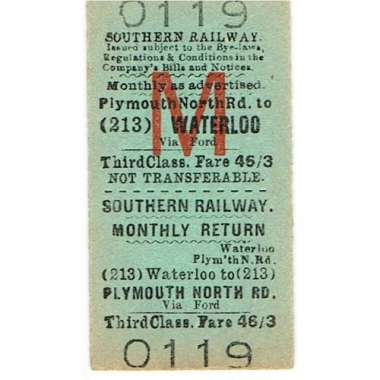 0119
SOUTHERN RAILWAY.
Issued subject to the Bye-laws,
Regulations & Conditions in the
Company's Bills and Notices.
Monthly as advertised.
Plymouth North Rd. to
(213) WATERLOO
Via Ford
Third Class. Fare 46/3
NOT TRANSFERABLE.
M
SOUTHERN RAILWAY.
MONTHLY RETURN
Waterloo
Plym'th N. Rd.
(213) Waterloo to (213)
PLYMOUTH NORTH RD.
Via Ford
Third Class. Fare 46/3
0119